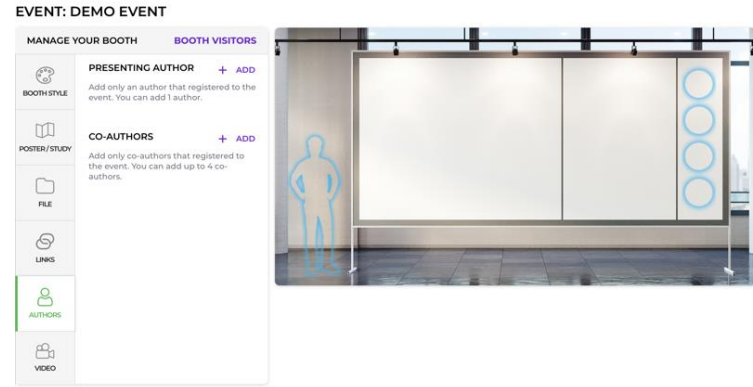 EVENT: DEMO EVENT
MANAGE YOUR BOOTH
BOOTH VISITORS
BOOTH STYLE
POSTER / STUDY
FILE
LINKS
AUTHORS
VIDEO
PRESENTING AUTHOR
+ ADD
Add only an author that registered to the
event. You can add 1 author.
CO-AUTHORS
+ ADD
Add only co-authors that registered to
the event. You can add up to 4 co-
authors.